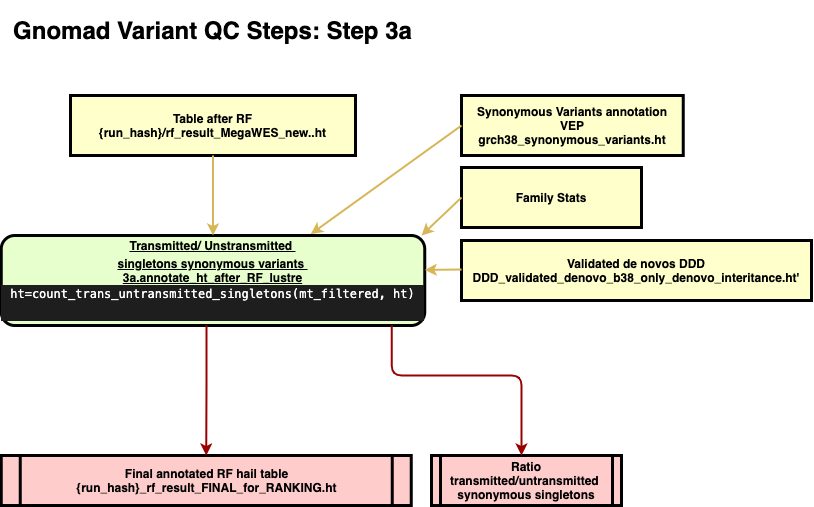 Gnomad Variant QC Steps: Step 3a
Table after RF
{run_hash}/rf_result_MegaWES_new..ht
Synonymous Variants annotation
VEP
grch38_synonymous_variants.ht
Family Stats
Validated de novos DDD
DDD_validated_denovo_b38_only_denovo_interitance.ht'
Transmitted/ Unstransmitted
singletons synonymous variants
3a.annotate_ht_after_RF_lustre
ht=count_trans_untransmitted_singletons(mt_filtered, ht)
Final annotated RF hail table
{run_hash}_rf_result_FINAL_for_RANKING.ht
Ratio
transmitted/untransmitted
synonymous singletons